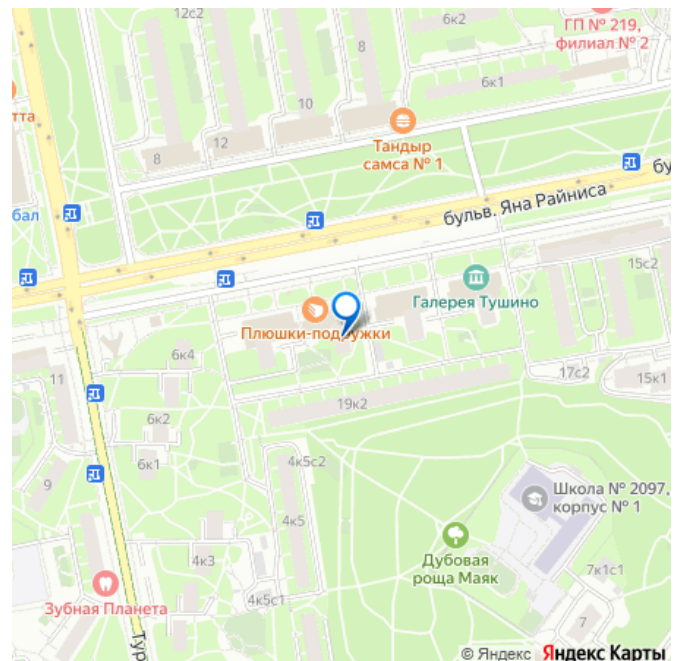 12с2
6к2
ГП № 219,
филиал № 2
8
6к1
10
тта
12
8
Тандыр
самса № 1
бу
бульв. Яна Райниса
бал
15с2
Галерея Тушино
Плюшки-подружки
6к4
11
17с2
15к1
19к2
6к2
6к1
4к5с2
9
Школа № 2097,
корпус № 1
4к5
Дубовая
роща Маяк
4к3
7к1с1
Зубная Планета
4к5с1
7
Тур
© Яндекс Яндекс Карты